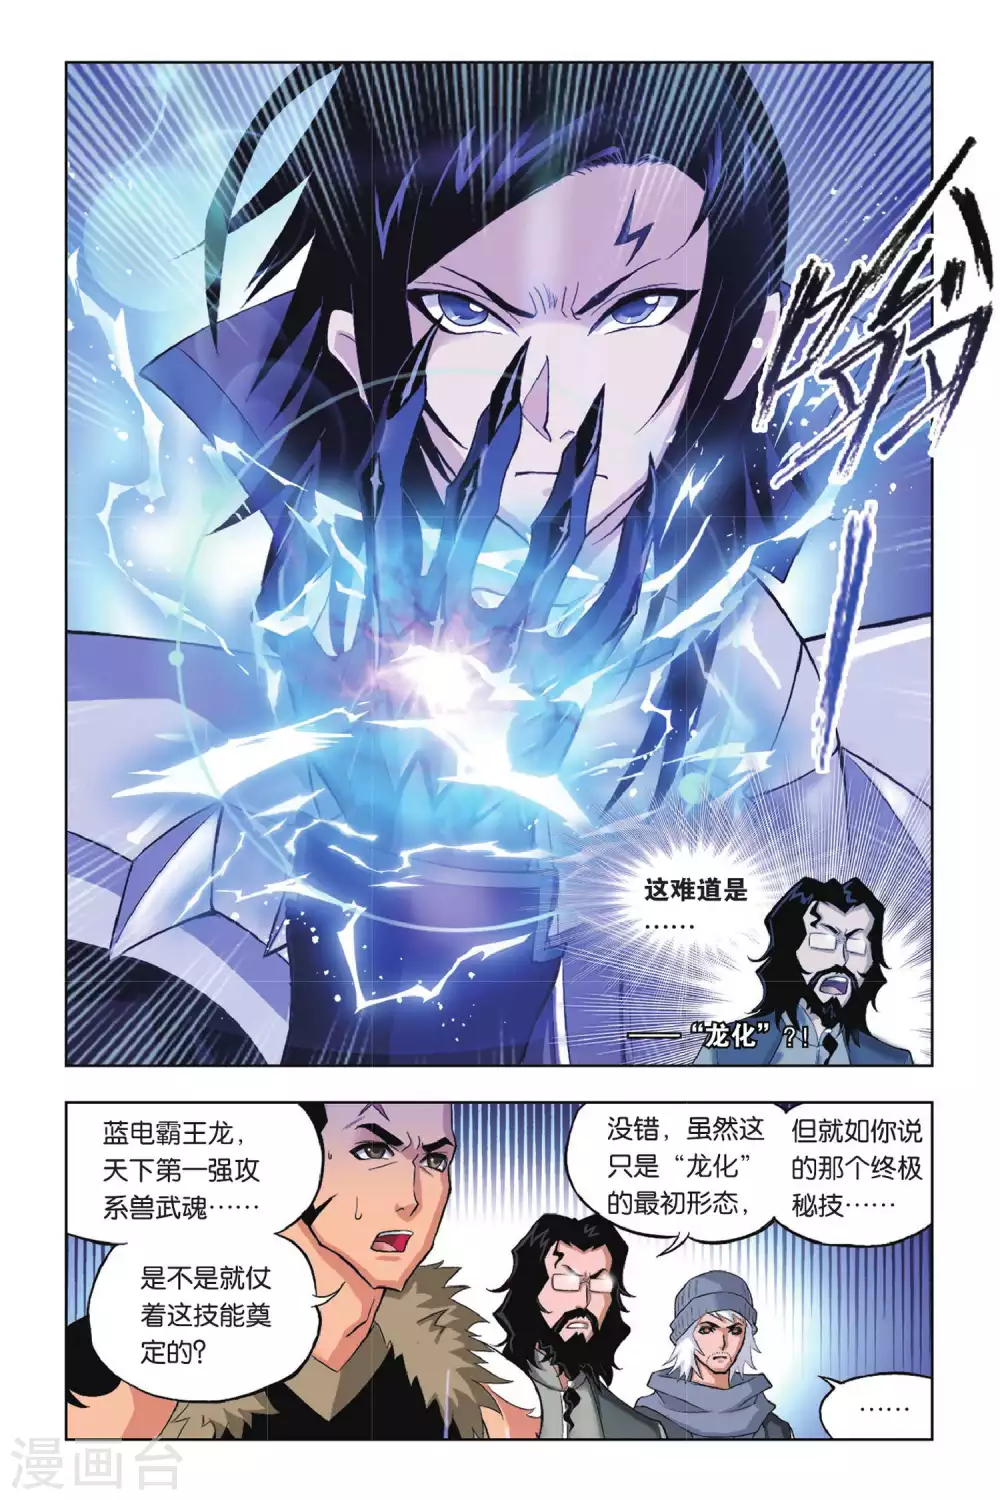 这难道是
……
——“龙化”?!
蓝电霸王龙，
天下第一强攻
系兽武魂……
是不是就仗
着这技能奠
定的?
没错，虽然这
只是“龙化”
的最初形态，
但就如你说
的那个终极
秘技……
……
漫画台